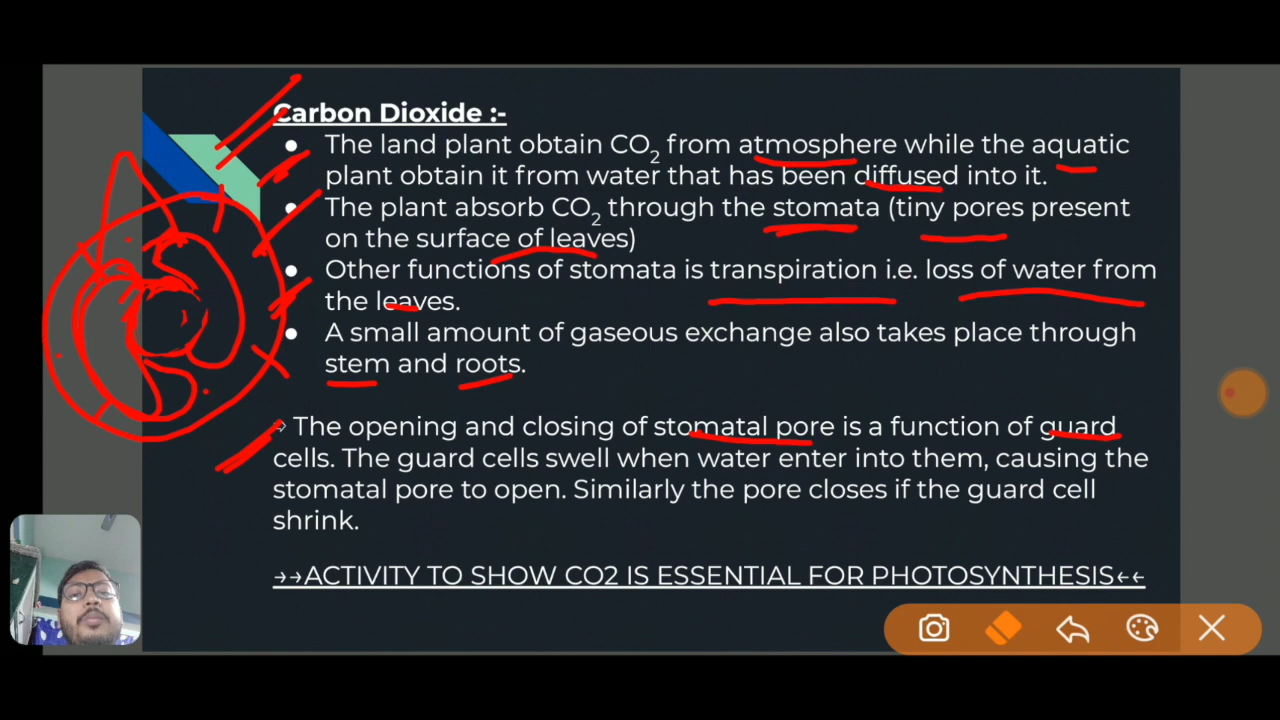 Carbon Dioxide :-
● The land plant obtain CO₂ from atmosphere while the aquatic
plant obtain it from water that has been diffused into it.
● The plant absorb CO₂ through the stomata (tiny pores present
on the surface of leaves)
● Other functions of stomata is transpiration i.e. loss of water from
the leaves.
● A small amount of gaseous exchange also takes place through
stem and roots.
The opening and closing of stomatal pore is a function of guard
cells. The guard cells swell when water enter into them, causing the
stomatal pore to open. Similarly the pore closes if the guard cell
shrink.
→→ACTIVITY TO SHOW CO2 IS ESSENTIAL FOR PHOTOSYNTHESIS←←